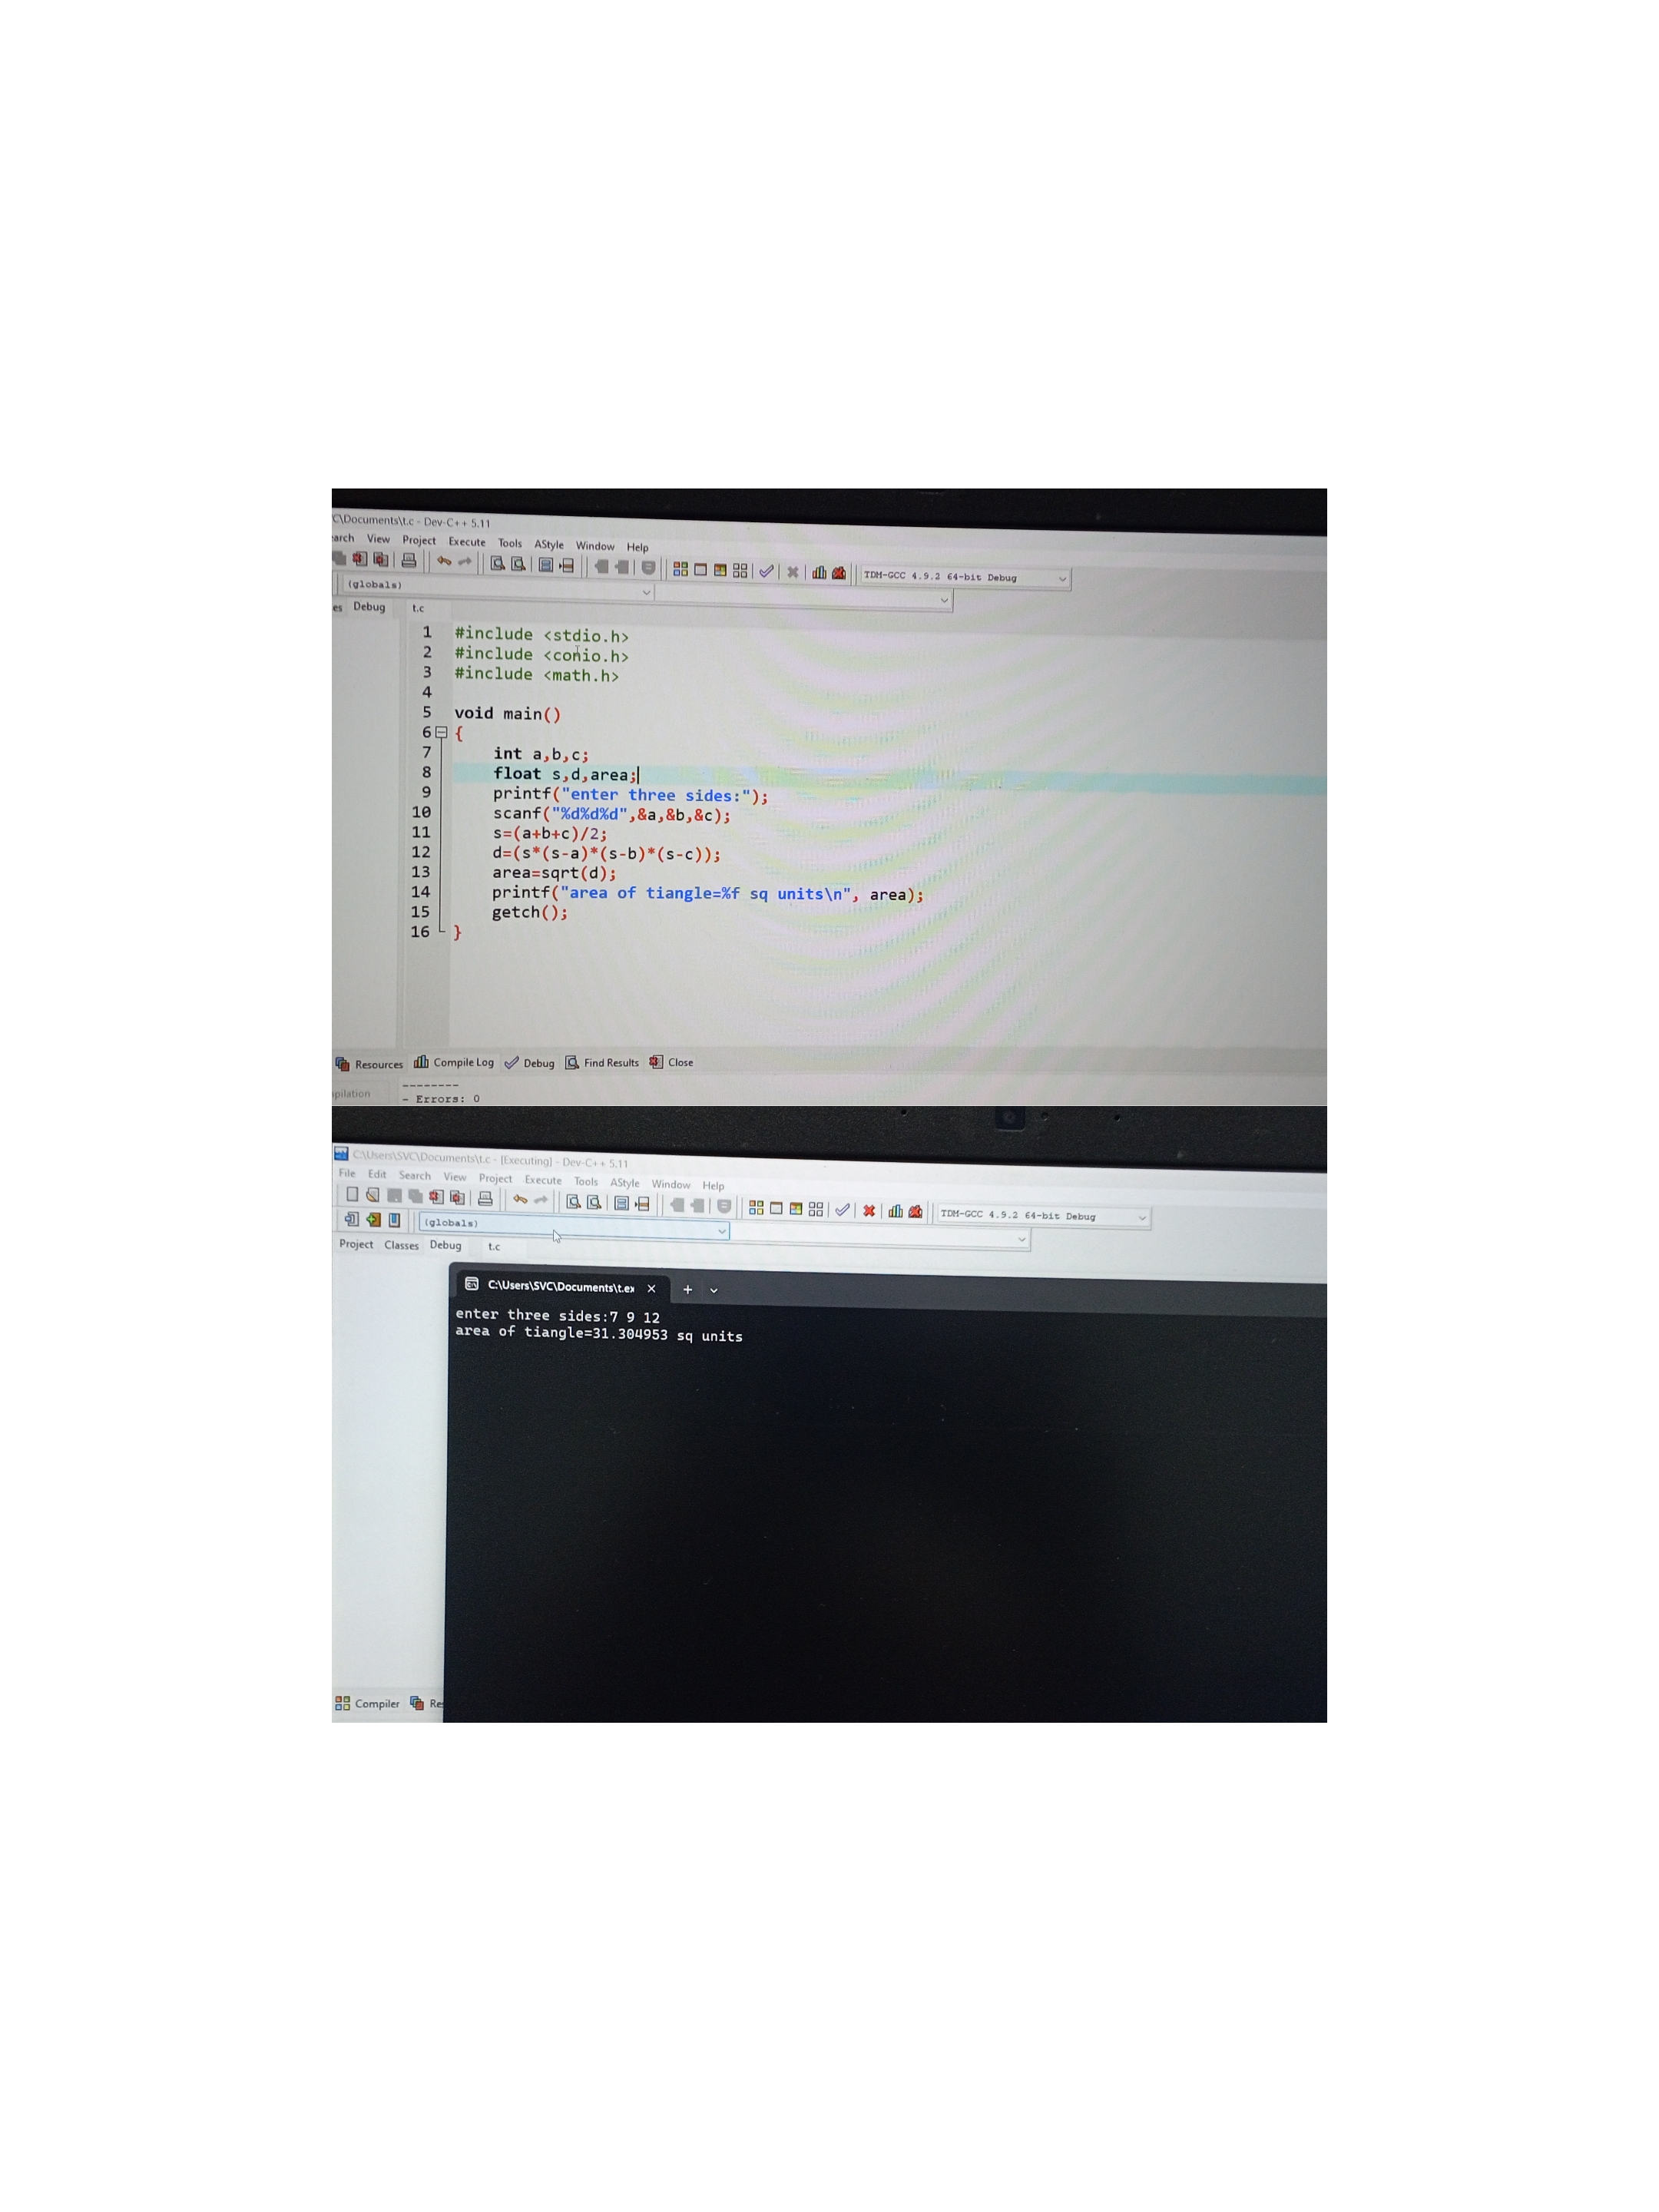 C\Documents\t.c - Dev-C++ 5.11
arch View Project Execute Tools AStyle Window Help
TDM-GCC 4.9.2 64-bit Debug
(globals)
es Debug t.c
1 #include <stdio.h>
2 #include <conio.h>
3 #include <math.h>
4
5 void main()
6 {
7 int a,b,c;
8 float s,d,area;
9 printf("enter three sides:");
10 scanf("%d%d%d",&a,&b,&c);
11 s=(a+b+c)/2;
12 d=(s*(s-a)*(s-b)*(s-c));
13 area=sqrt(d);
14 printf("area of tiangle=%f sq units\n", area);
15 getch();
16 }
Resources Compile Log Debug Find Results Close
pilation
--------
- Errors: 0
C:\Users\SVC\Documents\t.c - [Executing] - Dev-C++ 5.11
File Edit Search View Project Execute Tools AStyle Window Help
TDM-GCC 4.9.2 64-bit Debug
(globals)
Project Classes Debug t.c
C:\Users\SVC\Documents\t.ex
enter three sides:7 9 12
area of tiangle=31.304953 sq units
Compiler Re